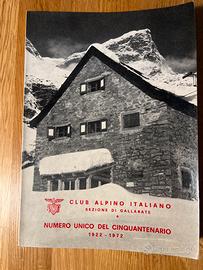 CLUB ALPINO ITALIANO
SEZIONE DI GALLARATE
NUMERO UNICO DEL CINQUANTENARIO
1922 - 1972